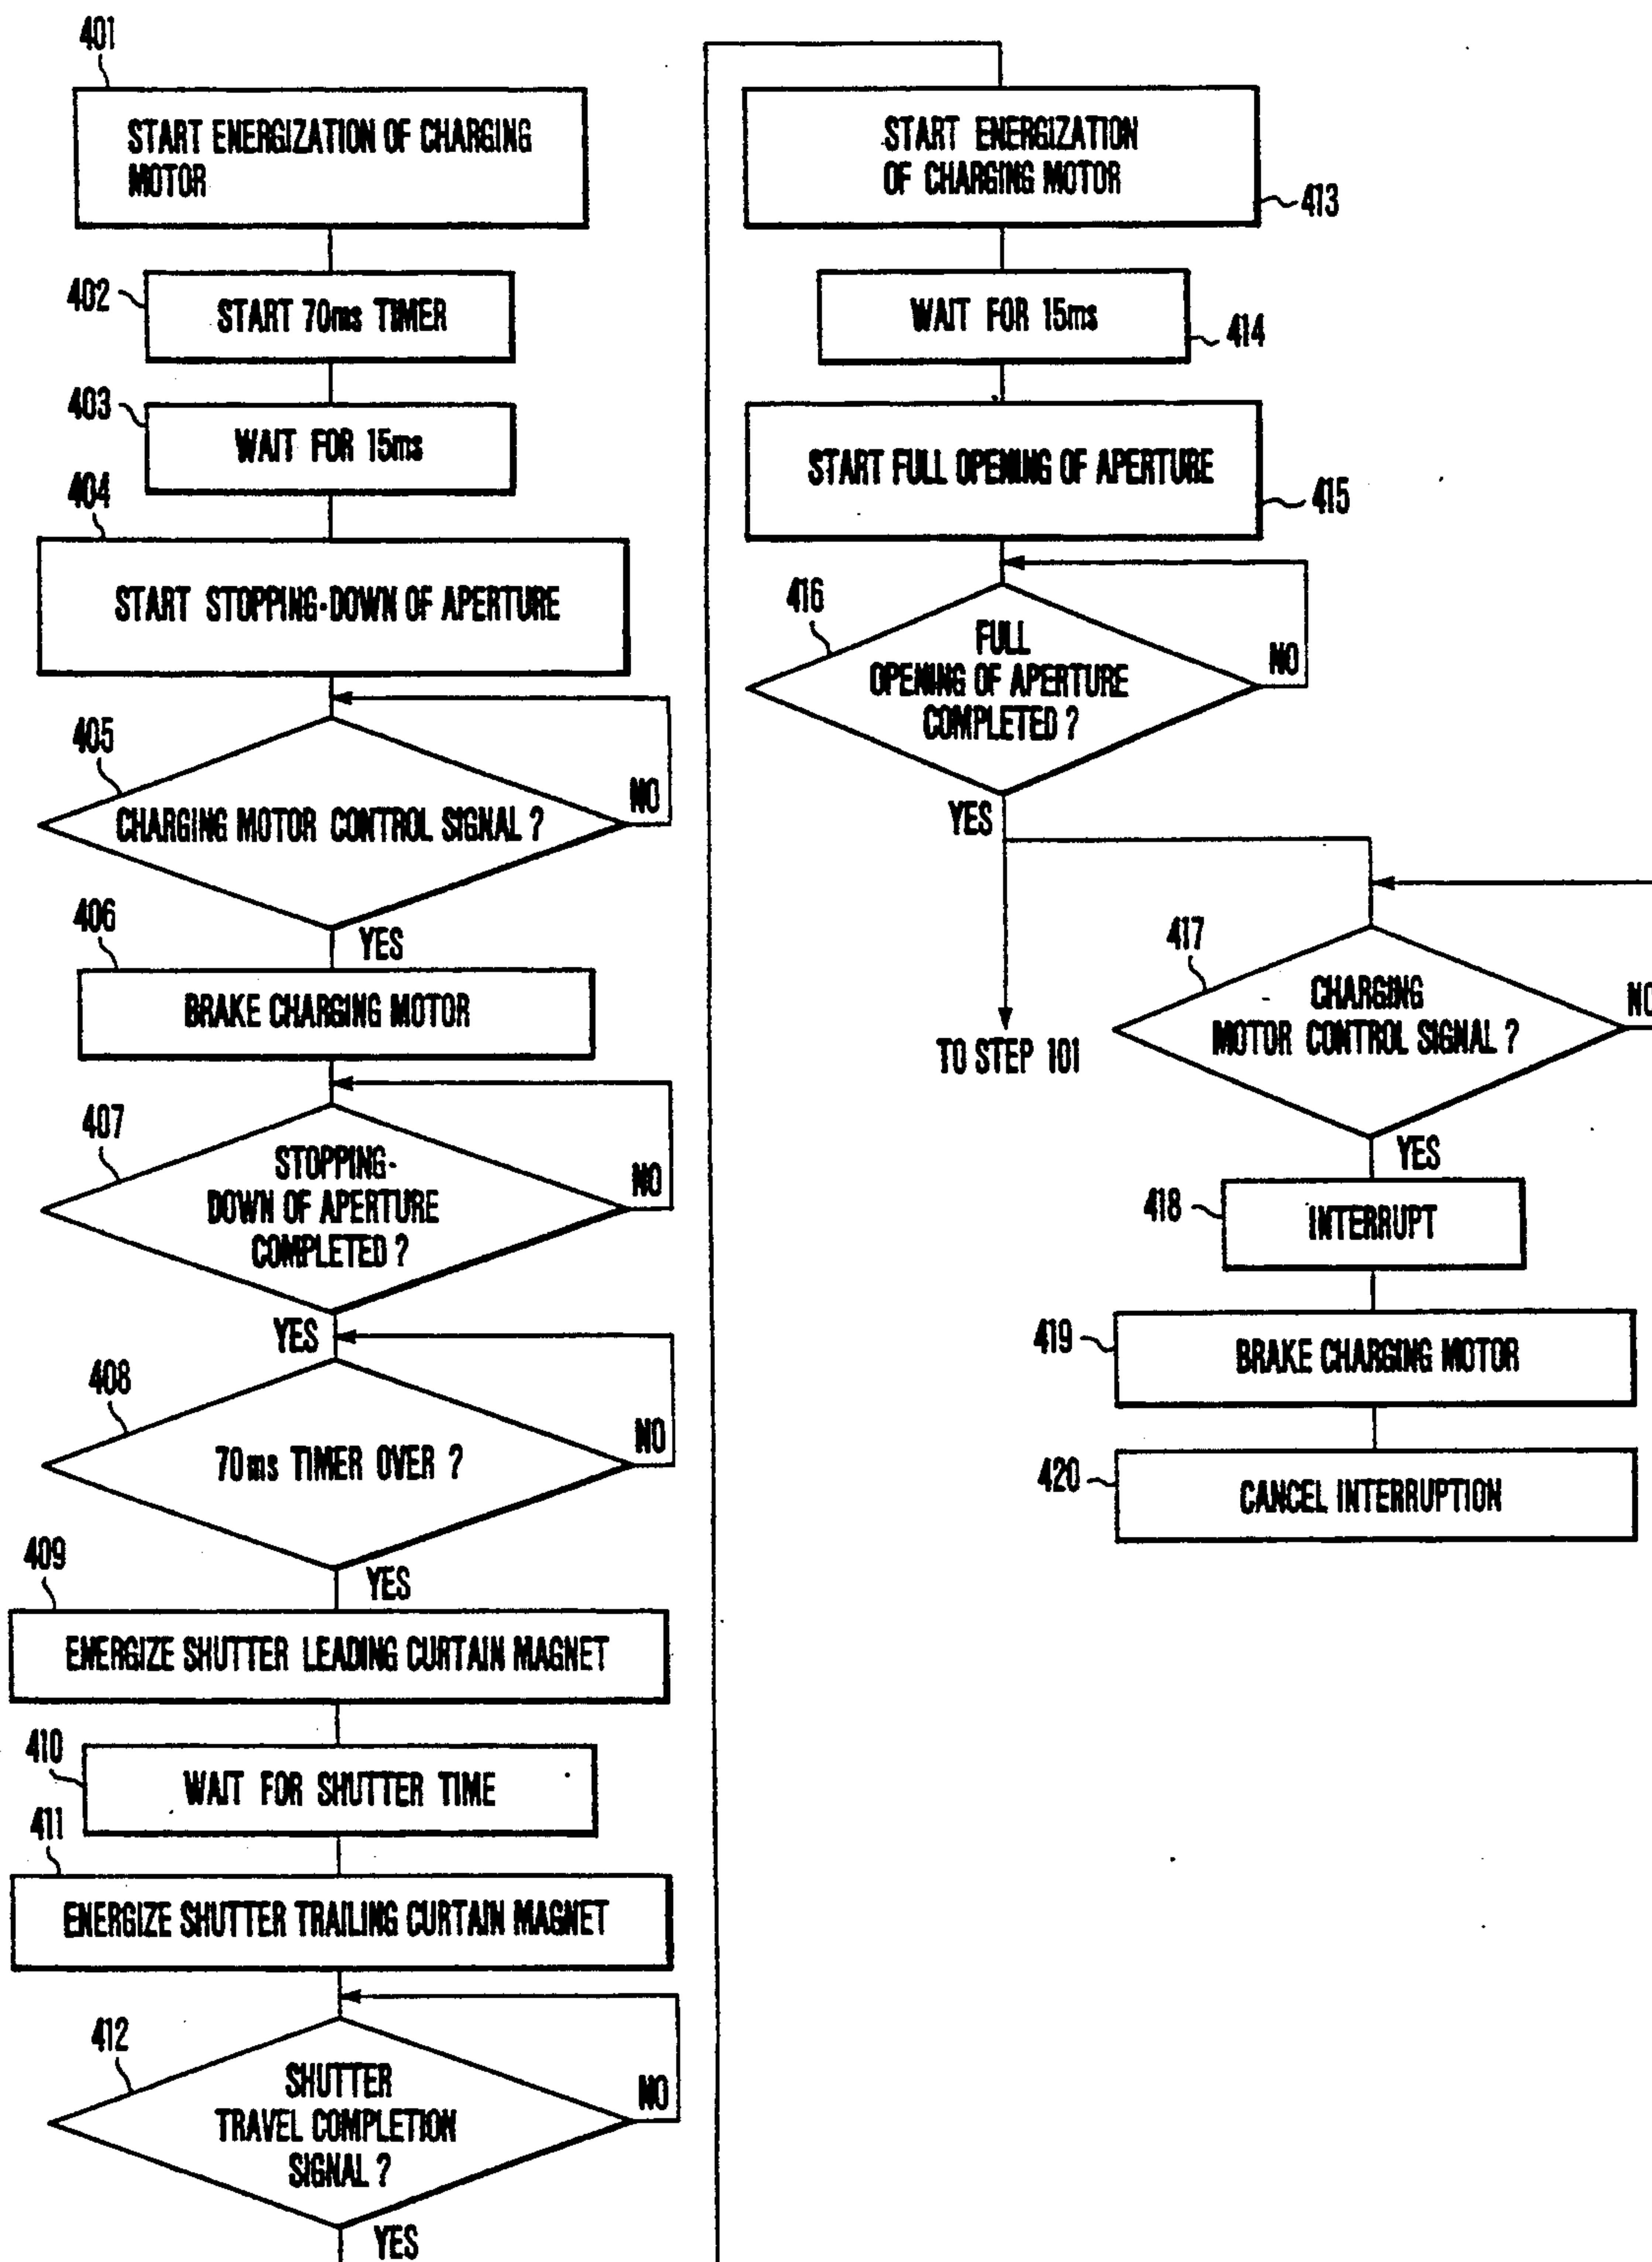 401
START ENERGIZATION OF CHARGING
MOTOR
402
START 70ms TIMER
403
WAIT FOR 15ms
404
START STOPPING-DOWN OF APERTURE
405
CHARGING MOTOR CONTROL SIGNAL ?
NO
YES
406
BRAKE CHARGING MOTOR
407
STOPPING-
DOWN OF APERTURE
COMPLETED ?
NO
YES
408
70ms TIMER OVER ?
NO
YES
409
ENERGIZE SHUTTER LEADING CURTAIN MAGNET
410
WAIT FOR SHUTTER TIME
411
ENERGIZE SHUTTER TRAILING CURTAIN MAGNET
412
SHUTTER
TRAVEL COMPLETION
SIGNAL ?
NO
YES
START ENERGIZATION
OF CHARGING MOTOR
413
WAIT FOR 15ms
414
START FULL OPENING OF APERTURE
415
416
FULL
OPENING OF APERTURE
COMPLETED ?
NO
YES
TO STEP 101
417
CHARGING
MOTOR CONTROL SIGNAL ?
NO
YES
418
INTERRUPT
419
BRAKE CHARGING MOTOR
420
CANCEL INTERRUPTION